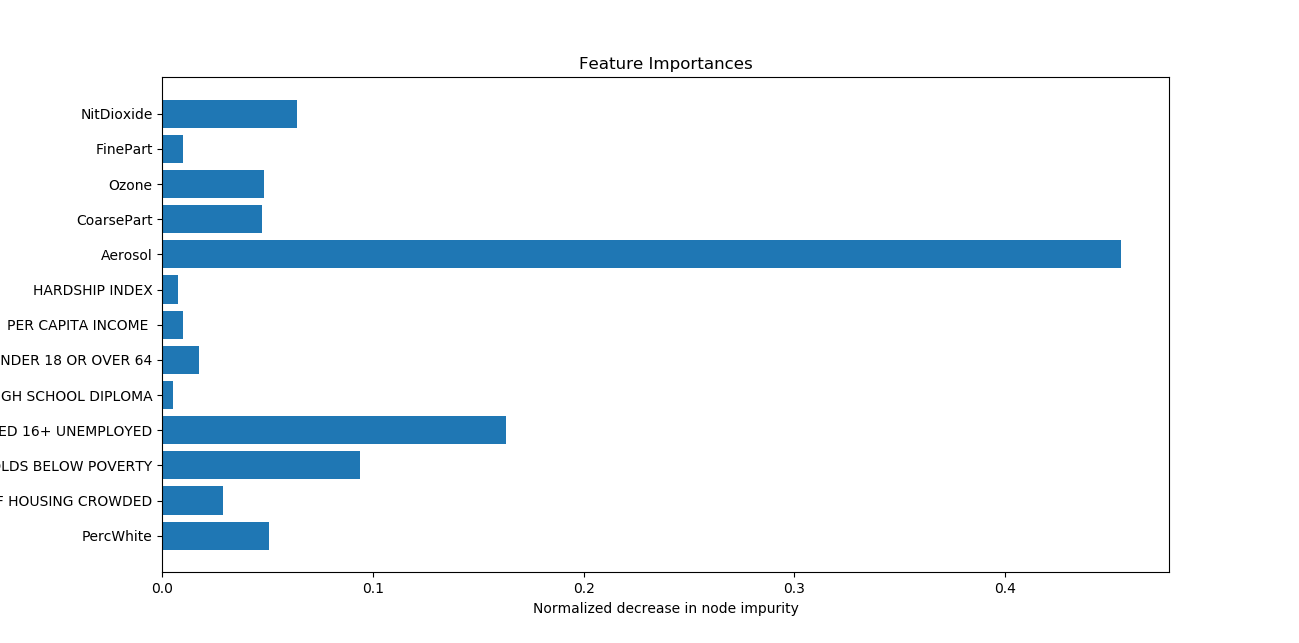 Feature Importances
NitDioxide
FinePart
Ozone
CoarsePart
Aerosol
HARDSHIP INDEX
PER CAPITA INCOME
NDER 18 OR OVER 64
GH SCHOOL DIPLOMA
ED 16+ UNEMPLOYED
OLDS BELOW POVERTY
F HOUSING CROWDED
PercWhite
0.0 0.1 0.2 0.3 0.4
Normalized decrease in node impurity